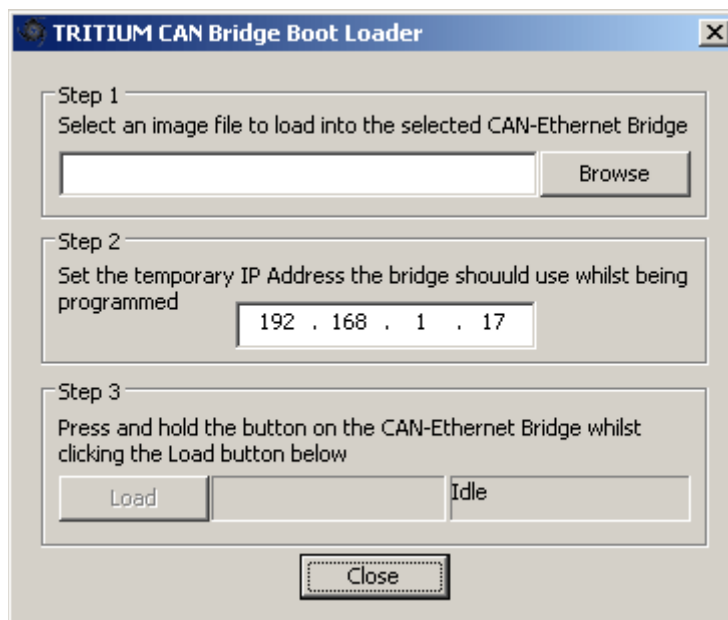 TRITIUM CAN Bridge Boot Loader
Step 1
Select an image file to load into the selected CAN-Ethernet Bridge
Browse
Step 2
Set the temporary IP Address the bridge shouuld use whilst being
programmed
192 . 168 . 1 . 17
Step 3
Press and hold the button on the CAN-Ethernet Bridge whilst
clicking the Load button below
Load Idle
Close